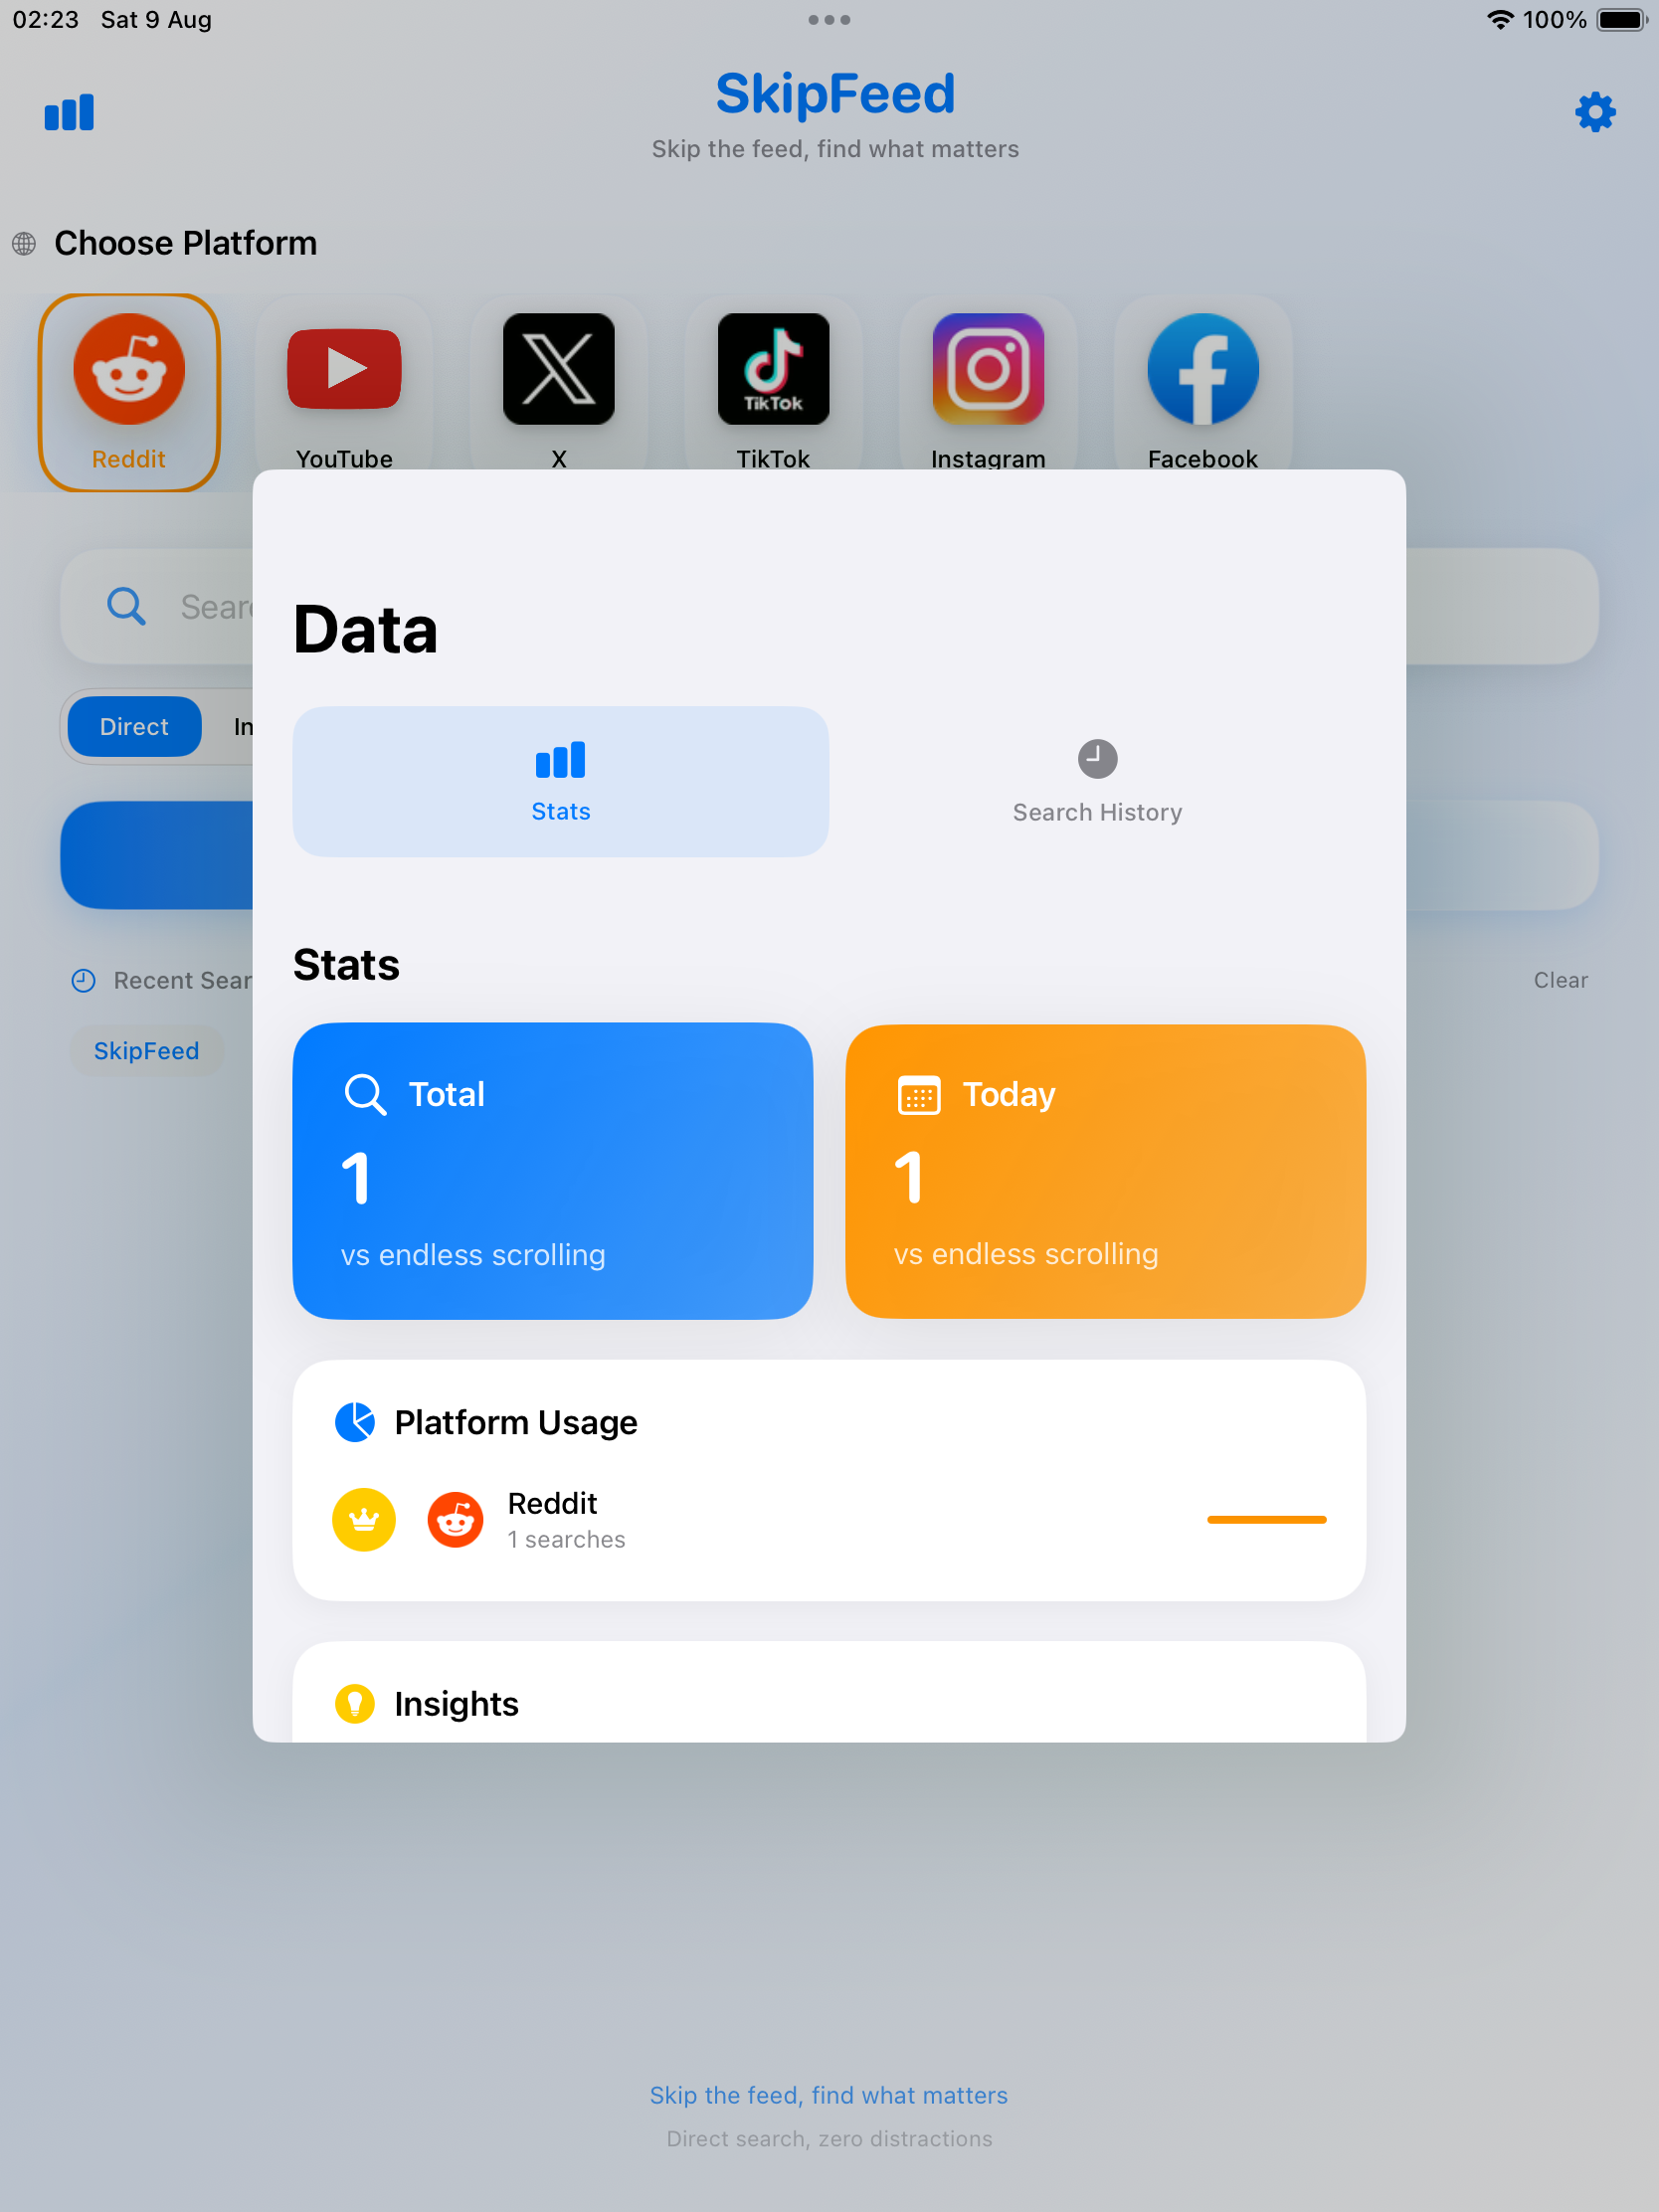 02:23 Sat 9 Aug 100%
SkipFeed
Skip the feed, find what matters
Choose Platform
TikTok
Reddit YouTube X TikTok Instagram Facebook
Sear
Direct In
Recent Sear
Clear
SkipFeed
Data
Stats Search History
Stats
Total
1
vs endless scrolling
Today
1
vs endless scrolling
Platform Usage
Reddit
1 searches
Insights
Skip the feed, find what matters
Direct search, zero distractions